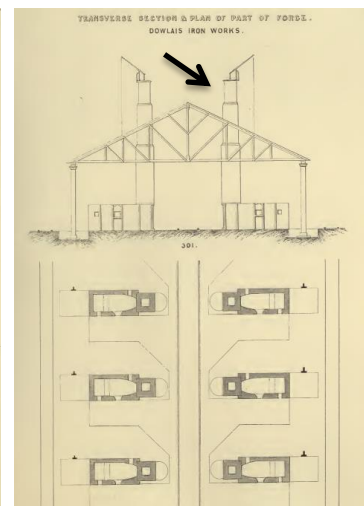 TRANSVERSE SECTION & PLAN OF PART OF FORGE.
DOWLAIS IRON WORKS.
301.